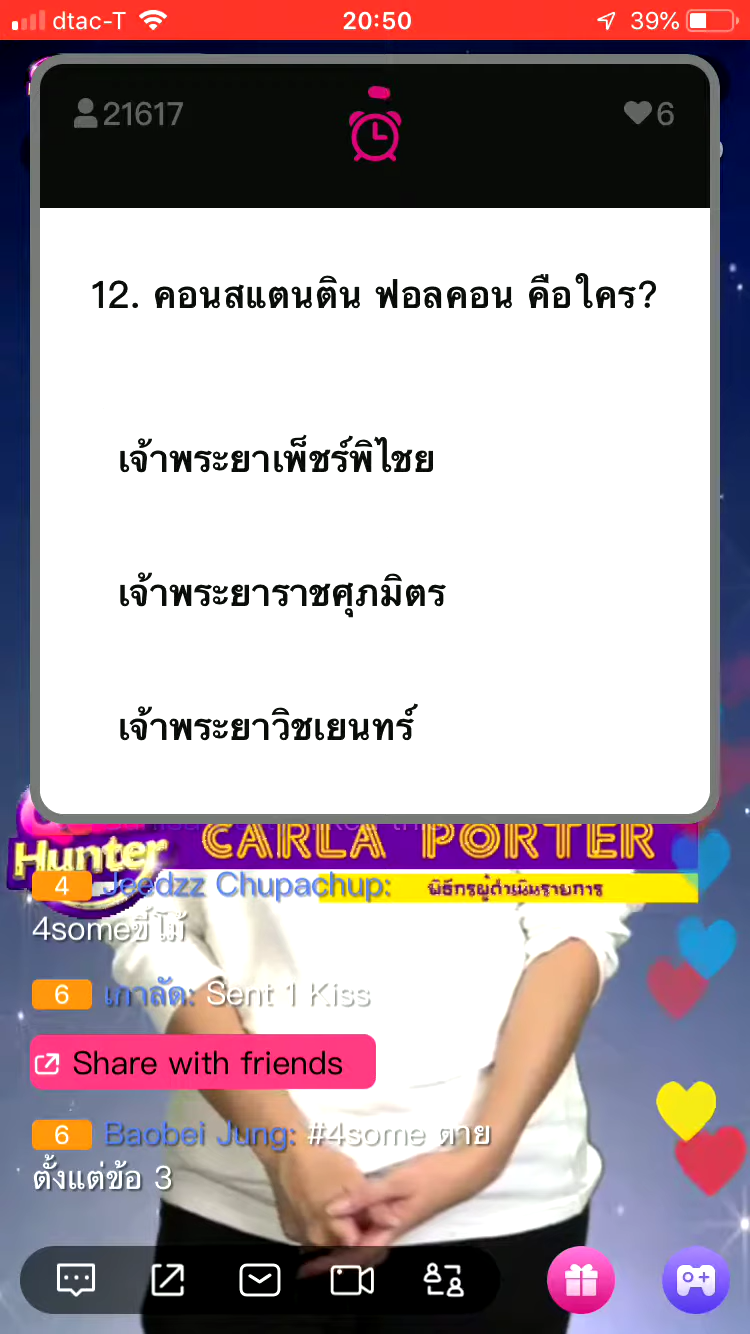 dtac-T 20:50 39%
21617 6
12. คอนสแตนติน ฟอลคอน คือใคร?
เจ้าพระยาเพ็ชร์พิไชย
เจ้าพระยาราชศุภมิตร
เจ้าพระยาวิชเยนทร์
CARLA PORTER
Hunter
พิธีกรผู้ดำเนินรายการ
4 Jeedzz Chupachup:
4someขี้โม้
6 เกาลัด: Sent 1 Kiss
Share with friends
6 Baobei Jung: #4some ตาย
ตั้งแต่ข้อ 3